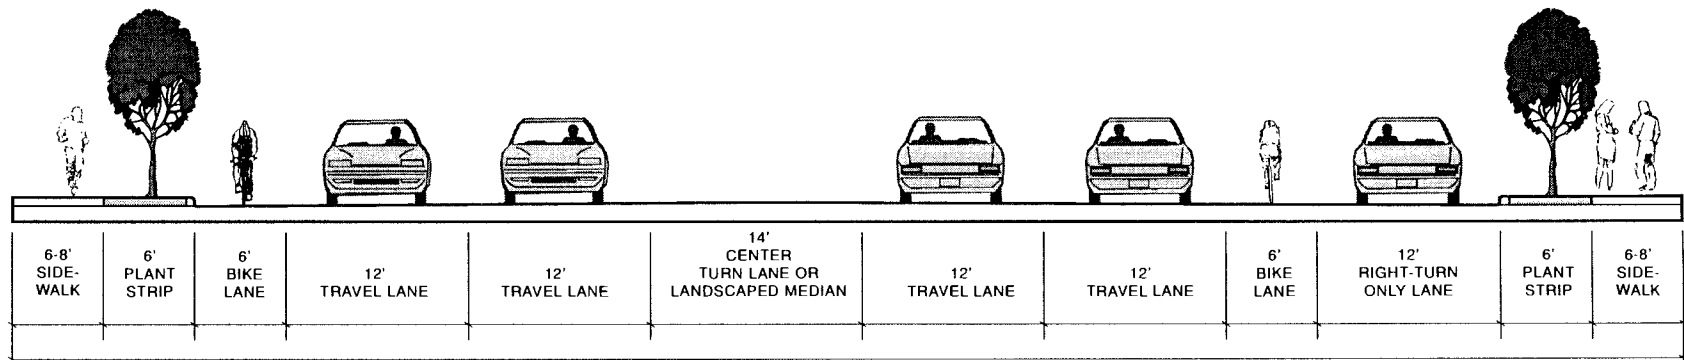 6-8'
SIDE-
WALK
6'
PLANT
STRIP
6'
BIKE
LANE
12'
TRAVEL LANE
12'
TRAVEL LANE
14'
CENTER
TURN LANE OR
LANDSCAPED MEDIAN
12'
TRAVEL LANE
12'
TRAVEL LANE
6'
BIKE
LANE
12'
RIGHT-TURN
ONLY LANE
6'
PLANT
STRIP
6-8'
SIDE-
WALK